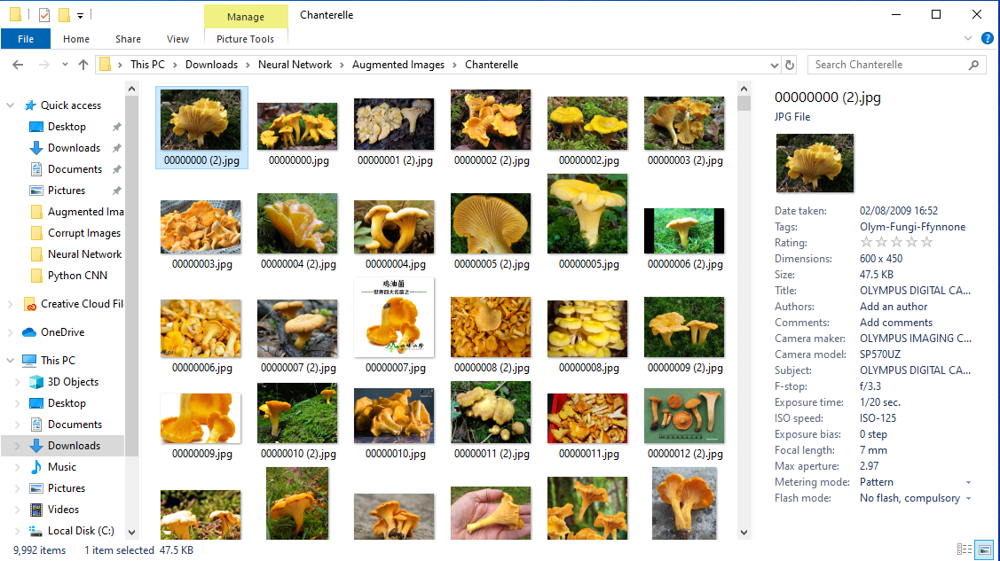 Manage
Chanterelle
File
Home
Share
View
Picture Tools
This PC
Downloads
Neural Network
Augmented Images
Chanterelle
Search Chanterelle
Quick access
Desktop
Downloads
Documents
Pictures
Augmented Ima
Corrupt Images
Neural Network
Python CNN
Creative Cloud Fil
OneDrive
This PC
3D Objects
Desktop
Documents
Downloads
Music
Pictures
Videos
Local Disk (C:)
00000000 (2).jpg
00000000.jpg
00000001 (2).jpg
00000002 (2).jpg
00000002.jpg
00000003 (2).jpg
00000003.jpg
00000004 (2).jpg
00000004.jpg
00000005 (2).jpg
00000005.jpg
00000006 (2).jpg
鸡油菌
世界四大名菌之一
00000006.jpg
00000007 (2).jpg
00000007.jpg
00000008 (2).jpg
00000008.jpg
00000009 (2).jpg
00000009.jpg
00000010 (2).jpg
00000010.jpg
00000011 (2).jpg
00000011.jpg
00000012 (2).jpg
00000000 (2).jpg
JPG File
Date taken: 02/08/2009 16:52
Tags: Olym-Fungi-Ffynnone
Rating:
Dimensions: 600 x 450
Size: 47.5 KB
Title: OLYMPUS DIGITAL CA...
Authors: Add an author
Comments: Add comments
Camera maker: OLYMPUS IMAGING C...
Camera model: SP570UZ
Subject: OLYMPUS DIGITAL CA...
F-stop: f/3.3
Exposure time: 1/20 sec.
ISO speed: ISO-125
Exposure bias: 0 step
Focal length: 7 mm
Max aperture: 2.97
Metering mode: Pattern
Flash mode: No flash, compulsory
9,992 items
1 item selected 47.5 KB